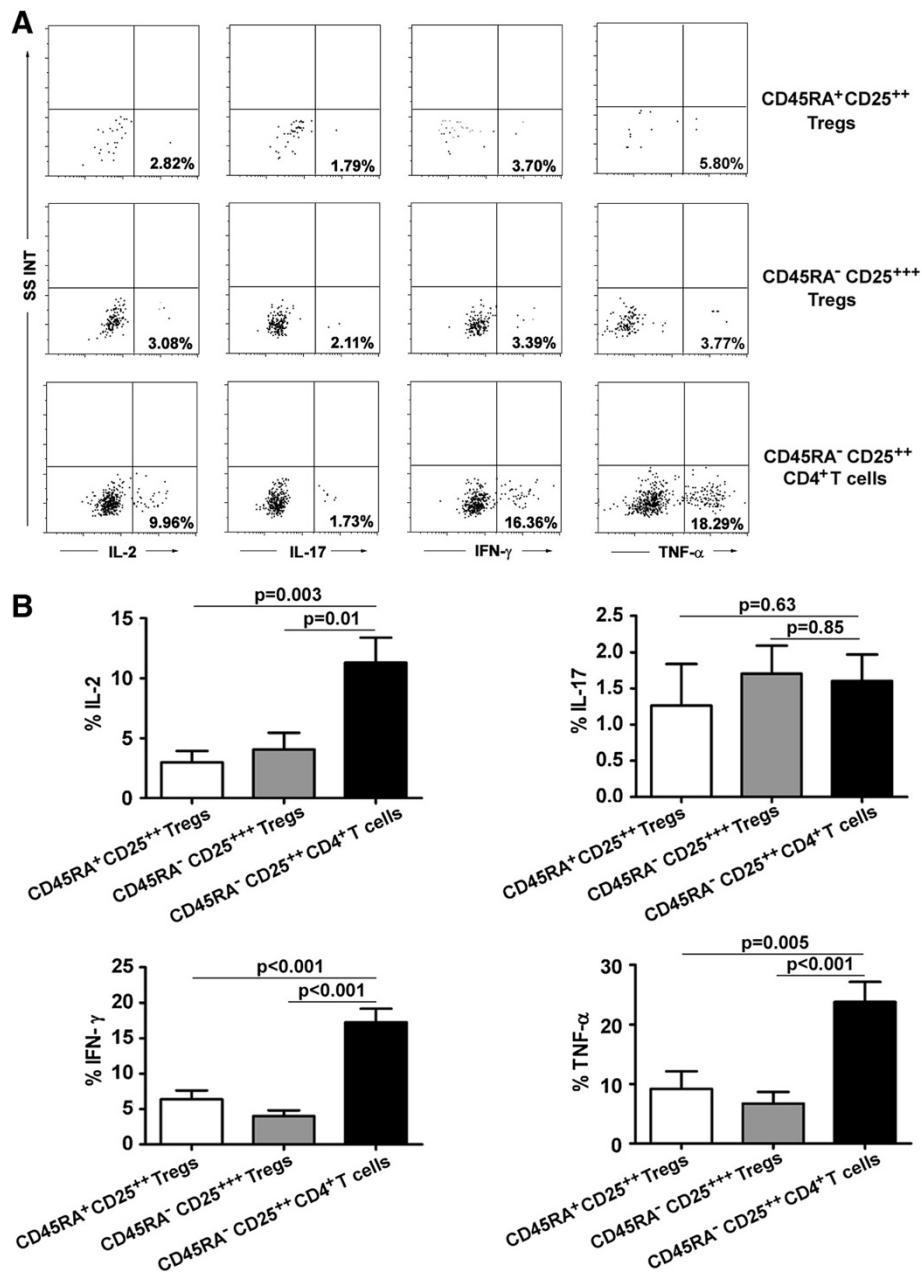 A
SS INT
2.82%
1.79%
3.70%
5.80%
CD45RA⁺CD25⁺⁺
Tregs
3.08%
2.11%
3.39%
3.77%
CD45RA⁻ CD25⁺⁺⁺
Tregs
9.96%
1.73%
16.36%
18.29%
CD45RA⁻ CD25⁺⁺
CD4⁺T cells
IL-2
IL-17
IFN-γ
TNF-α
B
p=0.003
p=0.01
% IL-2
15
10
5
0
CD45RA⁺ CD25⁺⁺ Tregs
CD45RA⁻ CD25⁺⁺⁺ Tregs
CD45RA⁻ CD25⁺⁺ CD4⁺T cells
p=0.63
p=0.85
% IL-17
2.5
2.0
1.5
1.0
0.5
0.0
CD45RA⁺ CD25⁺⁺ Tregs
CD45RA⁻ CD25⁺⁺⁺ Tregs
CD45RA⁻ CD25⁺⁺ CD4⁺T cells
p<0.001
p<0.001
% IFN- γ
25
20
15
10
5
0
CD45RA⁺ CD25⁺⁺ Tregs
CD45RA⁻ CD25⁺⁺⁺ Tregs
CD45RA⁻ CD25⁺⁺ CD4⁺T cells
p=0.005
p<0.001
% TNF-α
30
20
10
0
CD45RA⁺ CD25⁺⁺ Tregs
CD45RA⁻ CD25⁺⁺⁺ Tregs
CD45RA⁻ CD25⁺⁺ CD4⁺T cells